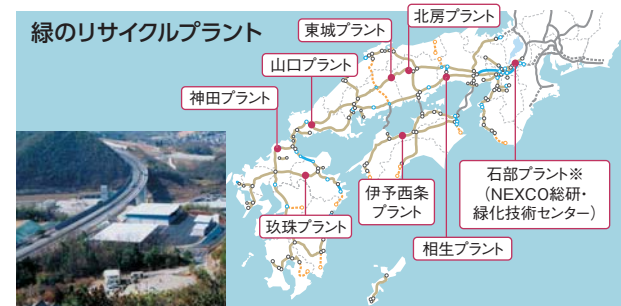 緑のリサイクルプラント
北房プラント
東城プラント
山口プラント
神田プラント
玖珠プラント
伊予西条
プラント
相生プラント
石部プラント※
（NEXCO総研・
緑化技術センター）